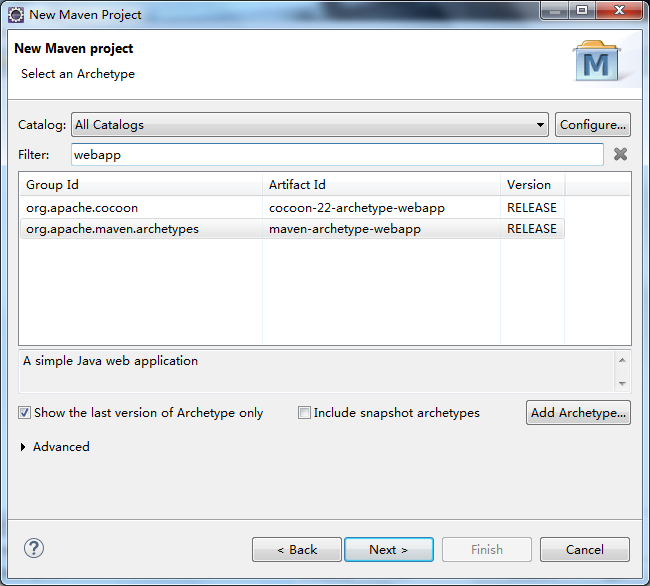 New Maven Project
New Maven project
Select an Archetype
M
Catalog: All Catalogs Configure...
Filter: webapp
Group Id Artifact Id Version
org.apache.cocoon cocoon-22-archetype-webapp RELEASE
org.apache.maven.archetypes maven-archetype-webapp RELEASE
A simple Java web application
Show the last version of Archetype only Include snapshot archetypes Add Archetype...
Advanced
? < Back Next > Finish Cancel